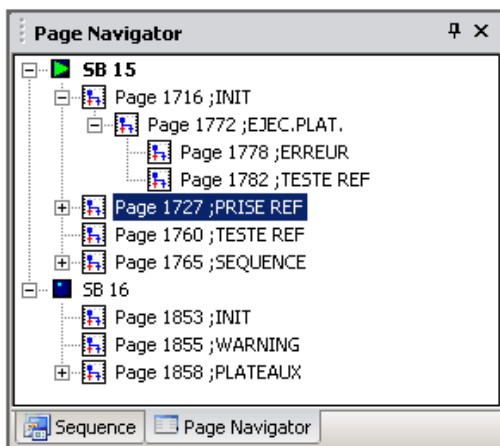 Page Navigator
SB 15
Page 1716 ;INIT
Page 1772 ;EJEC.PLAT.
Page 1778 ;ERREUR
Page 1782 ;TESTE REF
Page 1727 ;PRISE REF
Page 1760 ;TESTE REF
Page 1765 ;SEQUENCE
SB 16
Page 1853 ;INIT
Page 1855 ;WARNING
Page 1858 ;PLATEAUX
Sequence Page Navigator